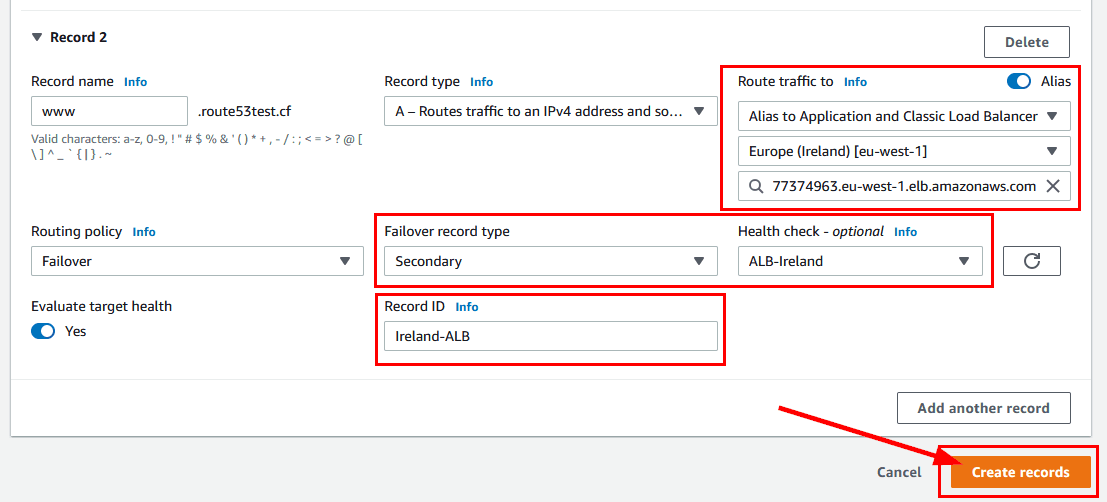 Record 2
Delete
Record name Info
Record type Info
Route traffic to Info
Alias
www
.route53test.cf
A – Routes traffic to an IPv4 address and so...
Alias to Application and Classic Load Balancer
Valid characters: a-z, 0-9, ! " # $ % & ' ( ) * + , - / : ; < = > ? @ [
\ ] ^ _ ` { | } . ~
Europe (Ireland) [eu-west-1]
77374963.eu-west-1.elb.amazonaws.com
Routing policy Info
Failover record type
Health check - optional Info
Failover
Secondary
ALB-Ireland
Evaluate target health
Record ID Info
Yes
Ireland-ALB
Add another record
Cancel
Create records